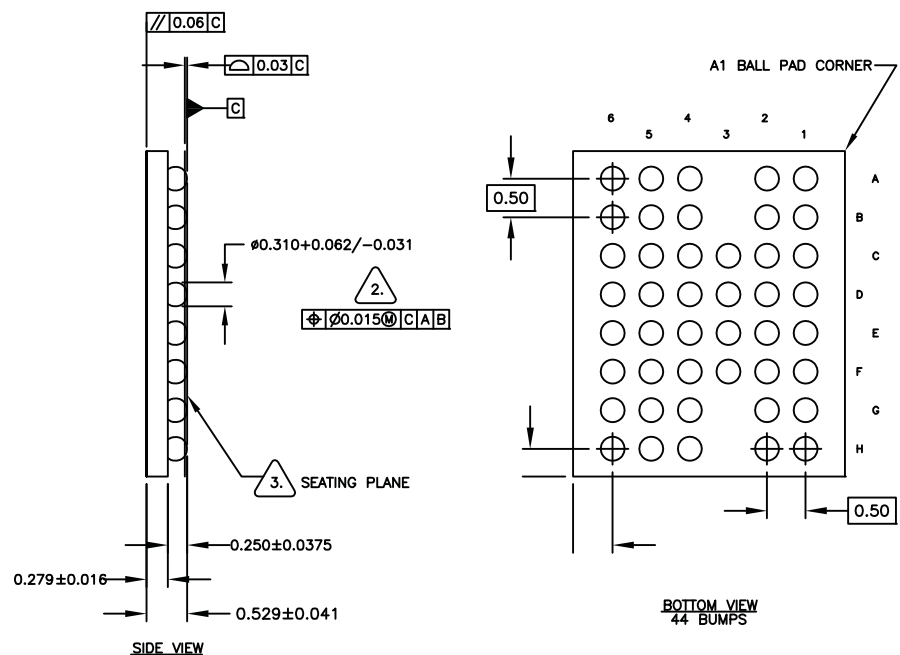 // 0.06 C
⌓ 0.03 C
C
A1 BALL PAD CORNER
6 5 4 3 2 1
A
B
C
D
E
F
G
H
0.50
ø0.310+0.062/-0.031
2.
⌖ Ø0.015Ⓜ C A B
3. SEATING PLANE
0.50
0.250±0.0375
0.279±0.016
0.529±0.041
SIDE VIEW
BOTTOM VIEW
44 BUMPS